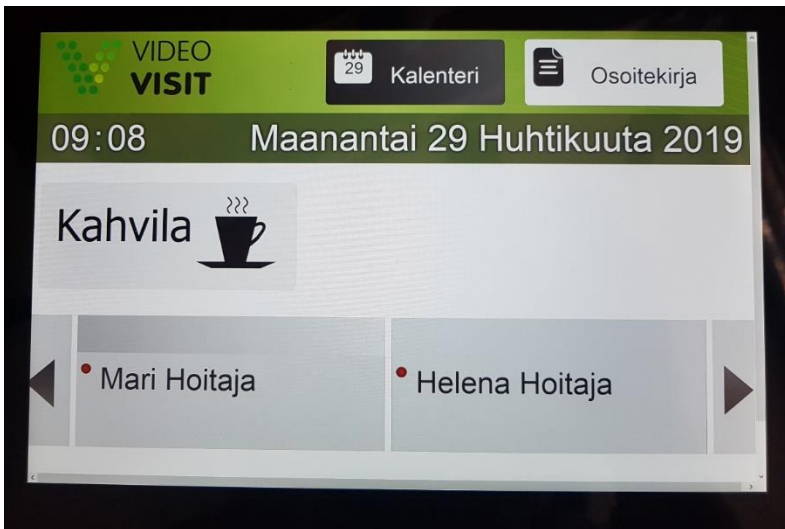 VIDEO
VISIT
29
Kalenteri
Osoitekirja
09:08
Maanantai 29 Huhtikuuta 2019
Kahvila
Mari Hoitaja
Helena Hoitaja